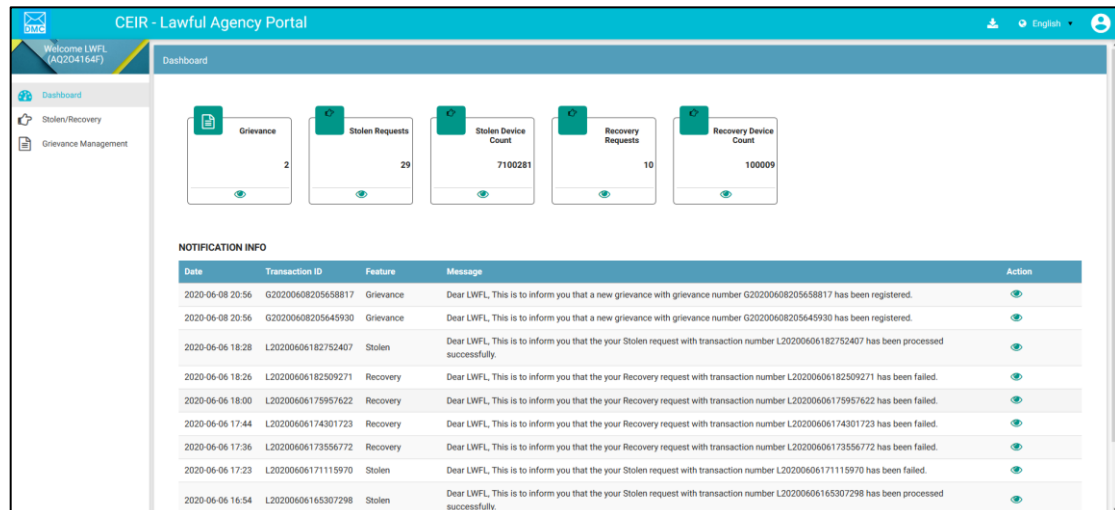 DMC
CEIR - Lawful Agency Portal
English
Welcome LWFL
(AQ204164F)
Dashboard
Dashboard
Stolen/Recovery
Grievance Management
Grievance
2
Stolen Requests
29
Stolen Device
Count
7100281
Recovery
Requests
10
Recovery Device
Count
100009
NOTIFICATION INFO
Date Transaction ID Feature Message Action
2020-06-08 20:56 G20200608205658817 Grievance Dear LWFL, This is to inform you that a new grievance with grievance number G20200608205658817 has been registered.
2020-06-08 20:56 G20200608205645930 Grievance Dear LWFL, This is to inform you that a new grievance with grievance number G20200608205645930 has been registered.
2020-06-06 18:28 L20200606182752407 Stolen Dear LWFL, This is to inform you that the your Stolen request with transaction number L20200606182752407 has been processed
successfully.
2020-06-06 18:26 L20200606182509271 Recovery Dear LWFL, This is to inform you that the your Recovery request with transaction number L20200606182509271 has been failed.
2020-06-06 18:00 L20200606175957622 Recovery Dear LWFL, This is to inform you that the your Recovery request with transaction number L20200606175957622 has been failed.
2020-06-06 17:44 L20200606174301723 Recovery Dear LWFL, This is to inform you that the your Recovery request with transaction number L20200606174301723 has been failed.
2020-06-06 17:36 L20200606173556772 Recovery Dear LWFL, This is to inform you that the your Recovery request with transaction number L20200606173556772 has been failed.
2020-06-06 17:23 L20200606171115970 Stolen Dear LWFL, This is to inform you that the your Stolen request with transaction number L20200606171115970 has been failed.
2020-06-06 16:54 L20200606165307298 Stolen Dear LWFL, This is to inform you that the your Stolen request with transaction number L20200606165307298 has been processed
successfully.